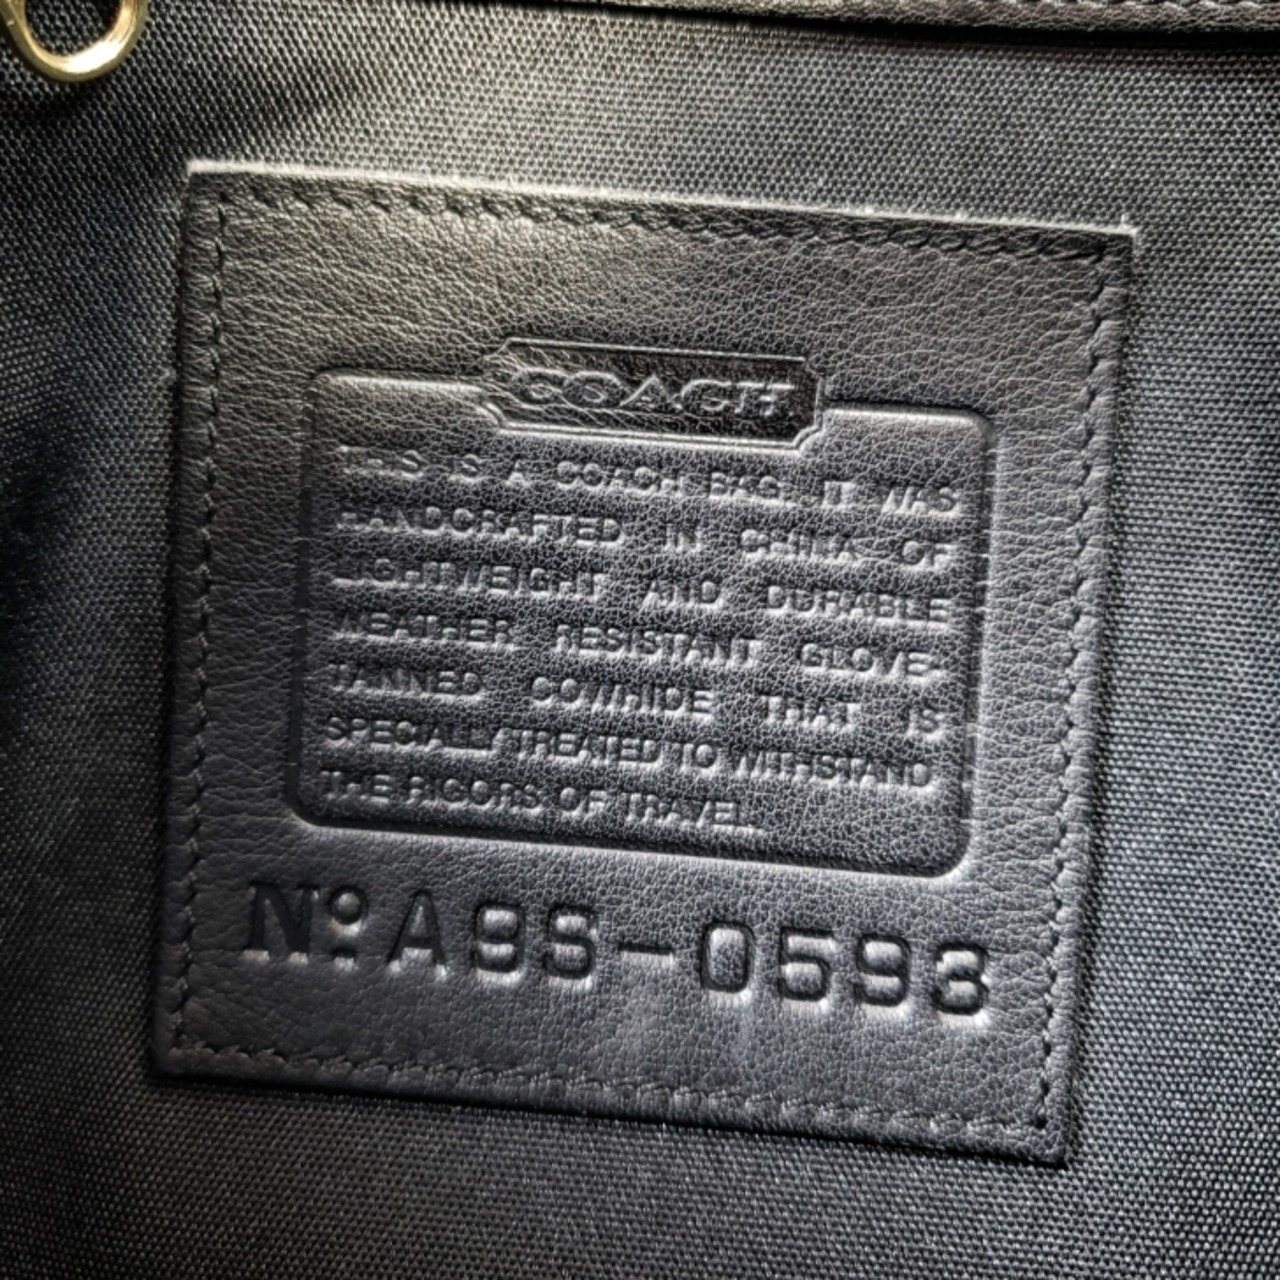 COACH
THIS IS A COACH BAG. IT WAS
HANDCRAFTED IN CHINA OF
LIGHTWEIGHT AND DURABLE
WEATHER RESISTANT GLOVE-
TANNED COWHIDE THAT IS
SPECIALLY TREATED TO WITHSTAND
THE RIGORS OF TRAVEL.
Nº A9S-0593